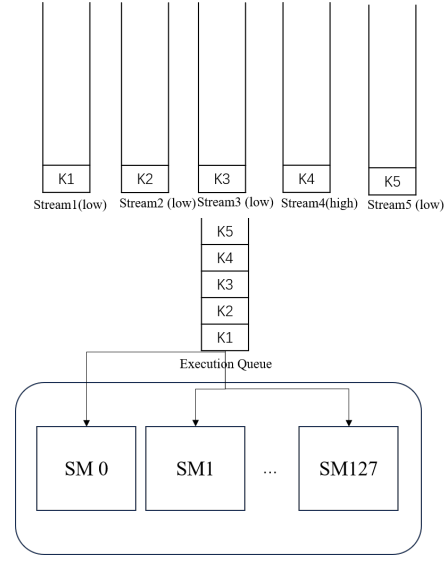 K1 K2 K3 K4 K5
Stream1(low) Stream2 (low) Stream3 (low) Stream4(high) Stream5 (low)
K5
K4
K3
K2
K1
Execution Queue
SM 0 SM1 ... SM127